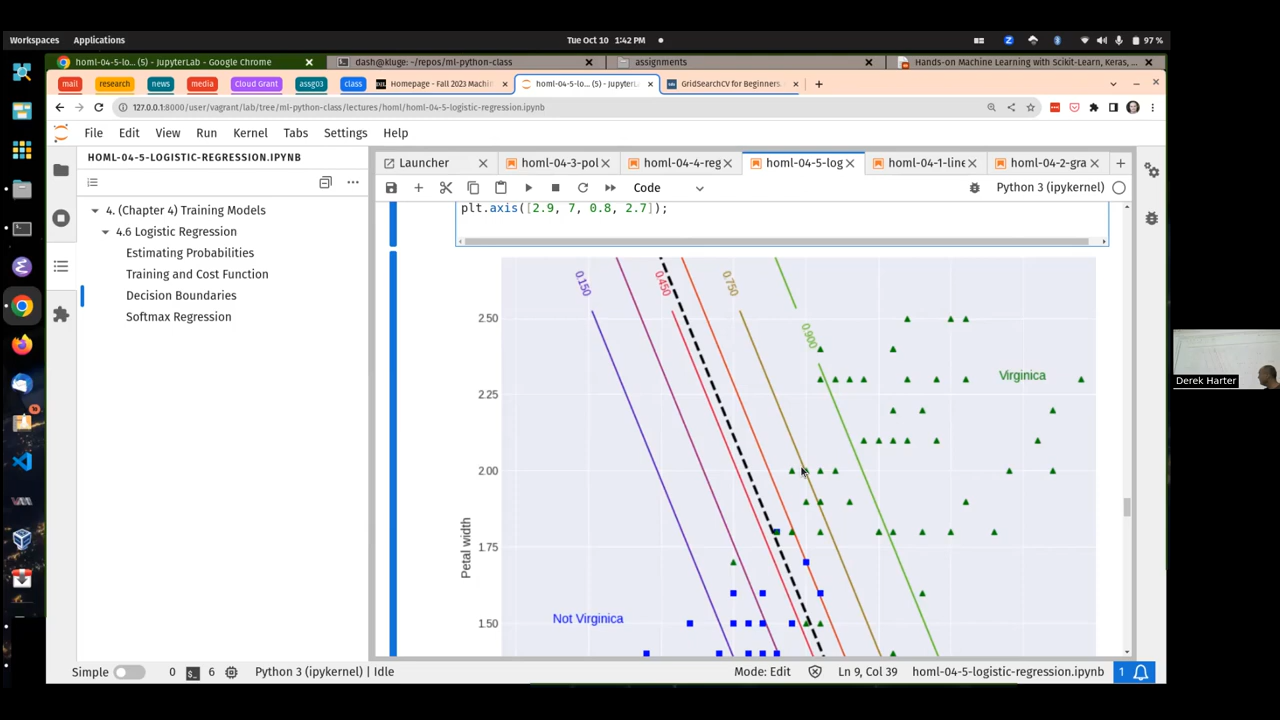 Workspaces Applications Tue Oct 10 1:42 PM 97 %
homl-04-5-lo... (5) - JupyterLab - Google Chrome dash@kluge: ~/repos/ml-python-class assignments Hands-on Machine Learning with Scikit-Learn, Keras, ...
mail research news media Cloud Grant assg03 class Homepage - Fall 2023 Machin homl-04-5-lo... (5) - JupyterL GridSearchCV for Beginners.
127.0.0.1:8000/user/vagrant/lab/tree/ml-python-class/lectures/homl/homl-04-5-logistic-regression.ipynb
File Edit View Run Kernel Tabs Settings Help
HOML-04-5-LOGISTIC-REGRESSION.IPYNB
Launcher homl-04-3-pol homl-04-4-reg homl-04-5-log homl-04-1-line homl-04-2-gra
Code Python 3 (ipykernel)
4. (Chapter 4) Training Models
4.6 Logistic Regression
Estimating Probabilities
Training and Cost Function
Decision Boundaries
Softmax Regression
plt.axis([2.9, 7, 0.8, 2.7]);
0.150
0.450
0.750
0.900
2.50
2.25
2.00
1.75
1.50
Petal width
Virginica
Not Virginica
Derek Harter
Simple 0 6 Python 3 (ipykernel) | Idle Mode: Edit Ln 9, Col 39 homl-04-5-logistic-regression.ipynb 1